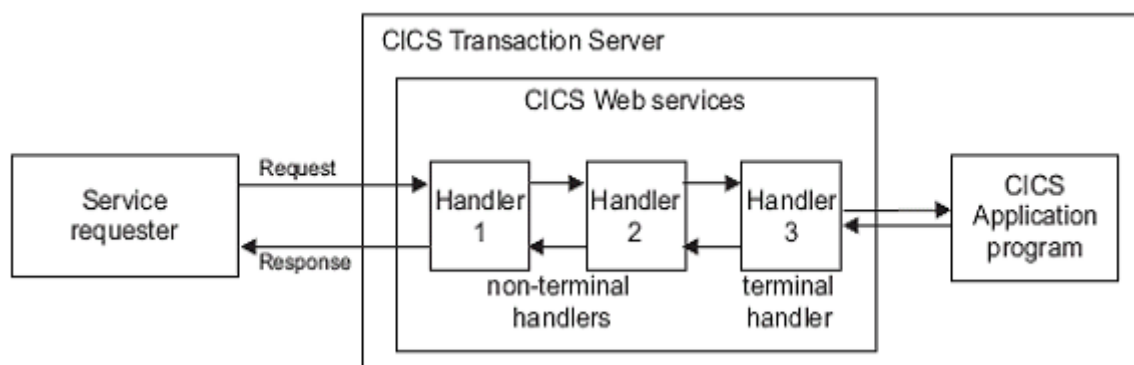 CICS Transaction Server
CICS Web services
Request
Service
requester
Response
Handler
1
Handler
2
Handler
3
non-terminal
handlers
terminal
handler
CICS
Application
program